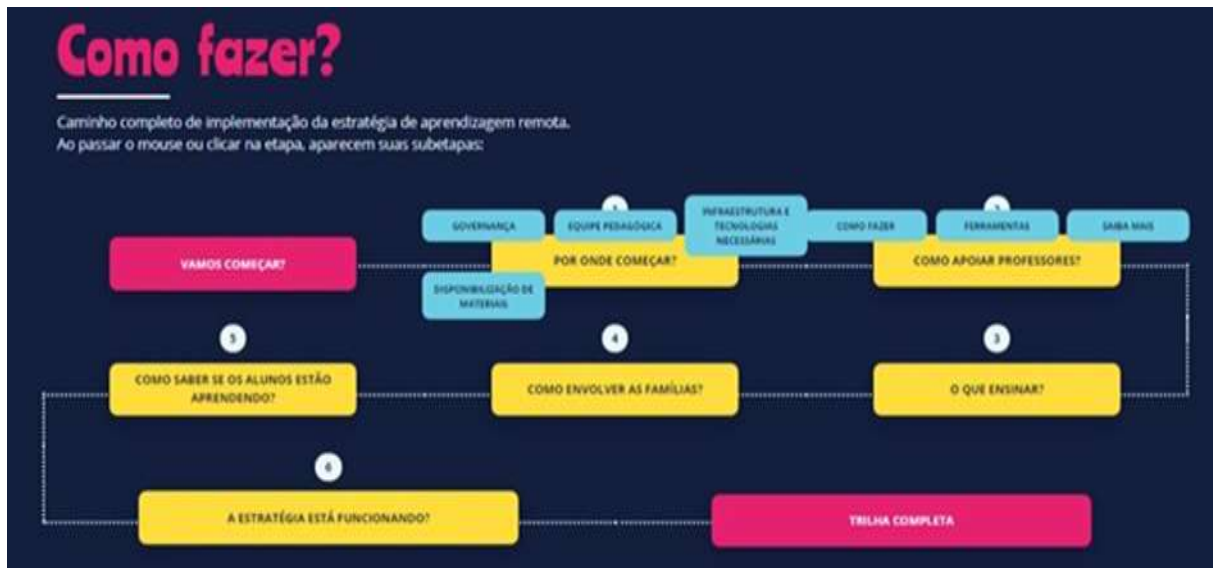 Como fazer?
Caminho completo de implementação da estratégia de aprendizagem remota.
Ao passar o mouse ou clicar na etapa, aparecem suas subetapas:
GOVERNANÇA
EQUIPE PEDAGÓGICA
INFRAESTRUTURA E
TECNOLOGIAS
NECESSÁRIAS
COMO FAZER
FERRAMENTAS
SAIBA MAIS
VAMOS COMEÇAR?
POR ONDE COMEÇAR?
COMO APOIAR PROFESSORES?
DISPONIBILIZAÇÃO DE
MATERIAIS
5
4
3
COMO SABER SE OS ALUNOS ESTÃO
APRENDENDO?
COMO ENVOLVER AS FAMÍLIAS?
O QUE ENSINAR?
6
A ESTRATÉGIA ESTÁ FUNCIONANDO?
TRILHA COMPLETA